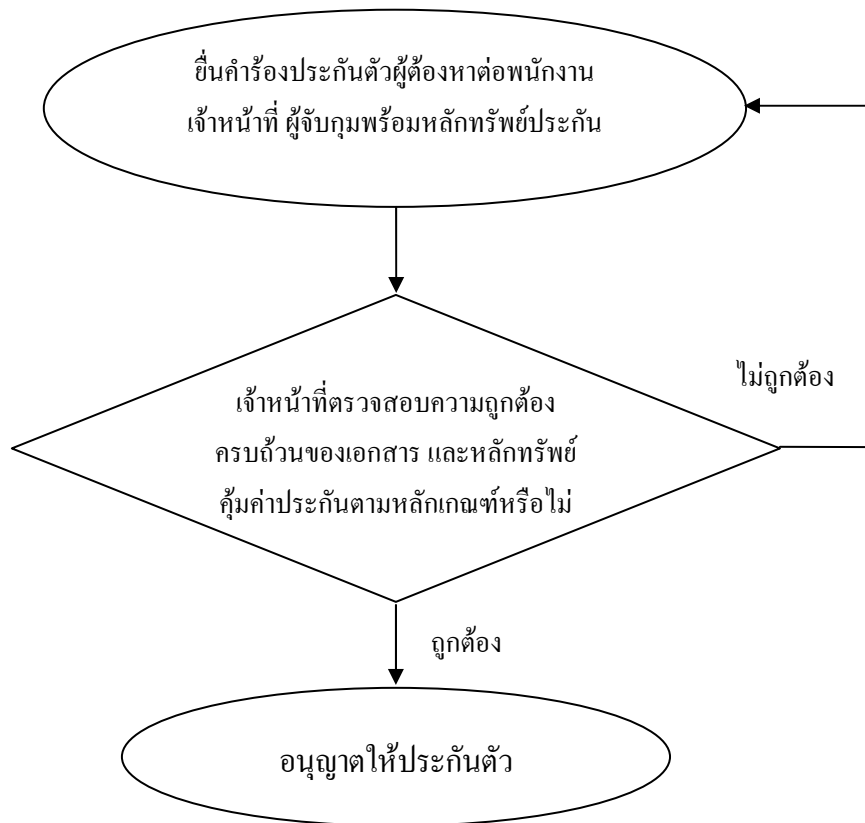 ยื่นคำร้องประกันตัวผู้ต้องหาต่อพนักงาน
เจ้าหน้าที่ ผู้จับกุมพร้อมหลักทรัพย์ประกัน
ไม่ถูกต้อง
เจ้าหน้าที่ตรวจสอบความถูกต้อง
ครบถ้วนของเอกสาร และหลักทรัพย์
คุ้มค่าประกันตามหลักเกณฑ์หรือไม่
ถูกต้อง
อนุญาตให้ประกันตัว